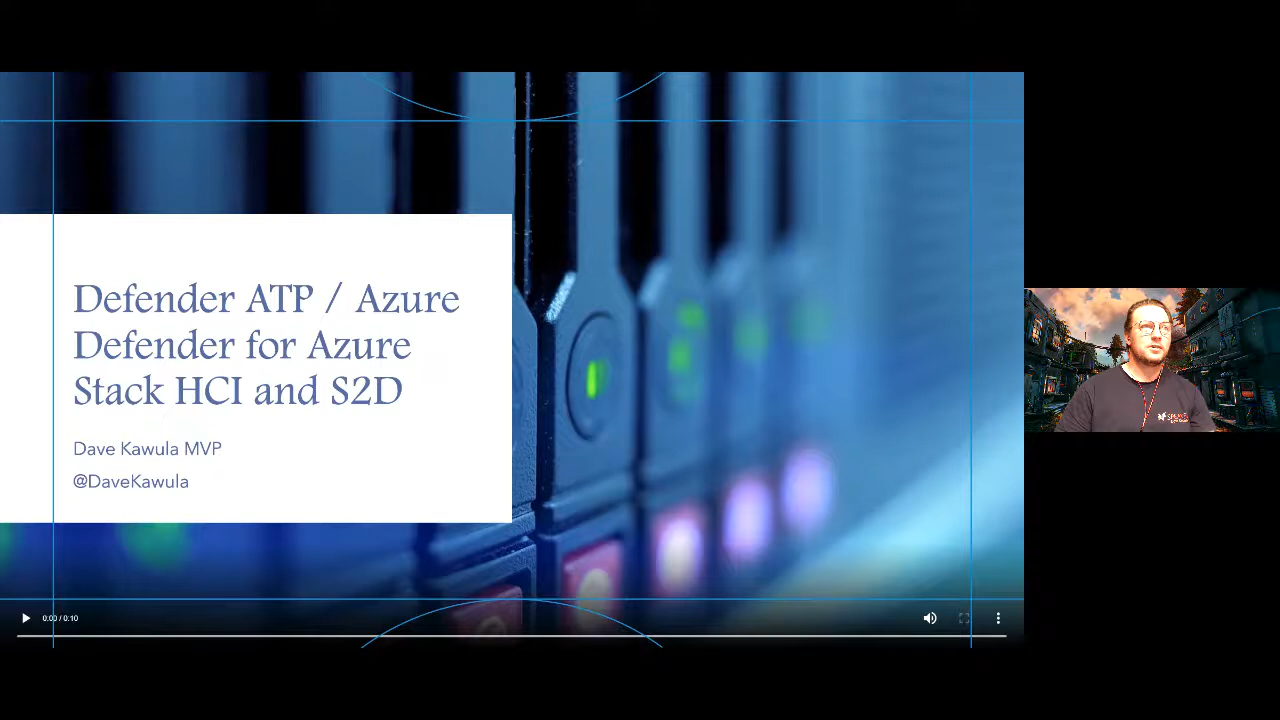 Defender ATP / Azure
Defender for Azure
Stack HCI and S2D
Dave Kawula MVP
@DaveKawula
0:00 / 0:10